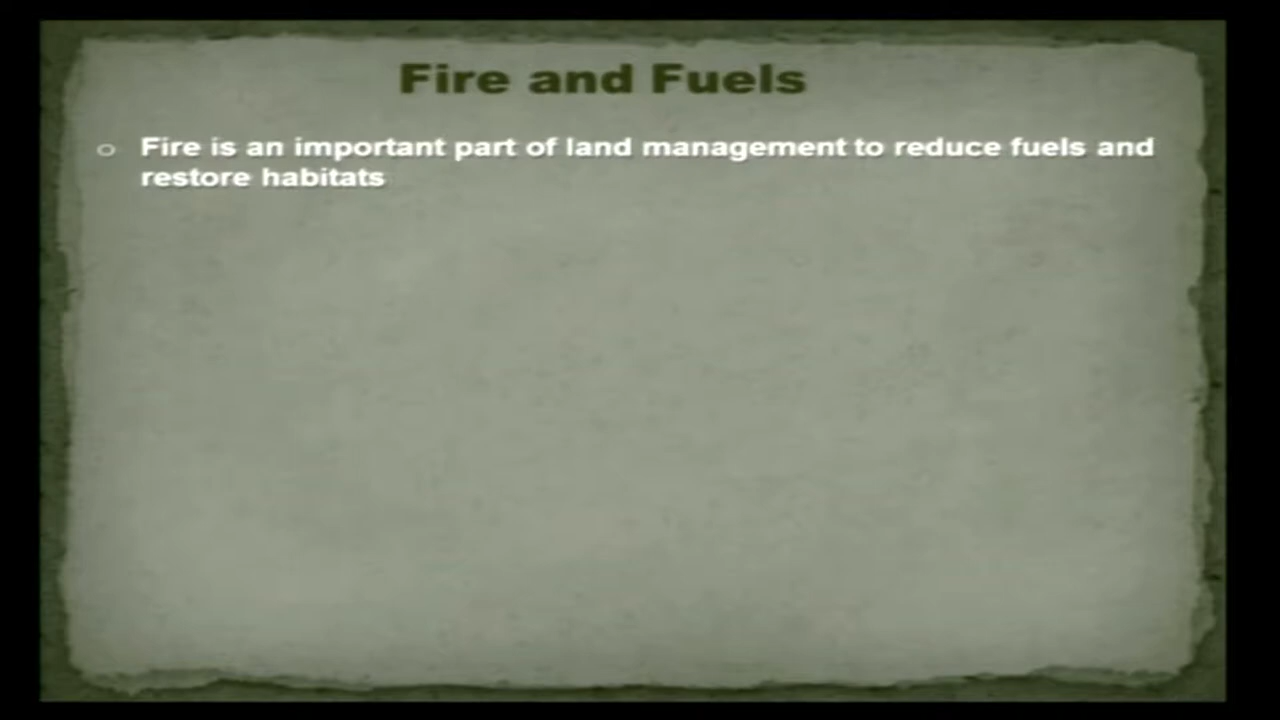 Fire and Fuels
○ Fire is an important part of land management to reduce fuels and
restore habitats